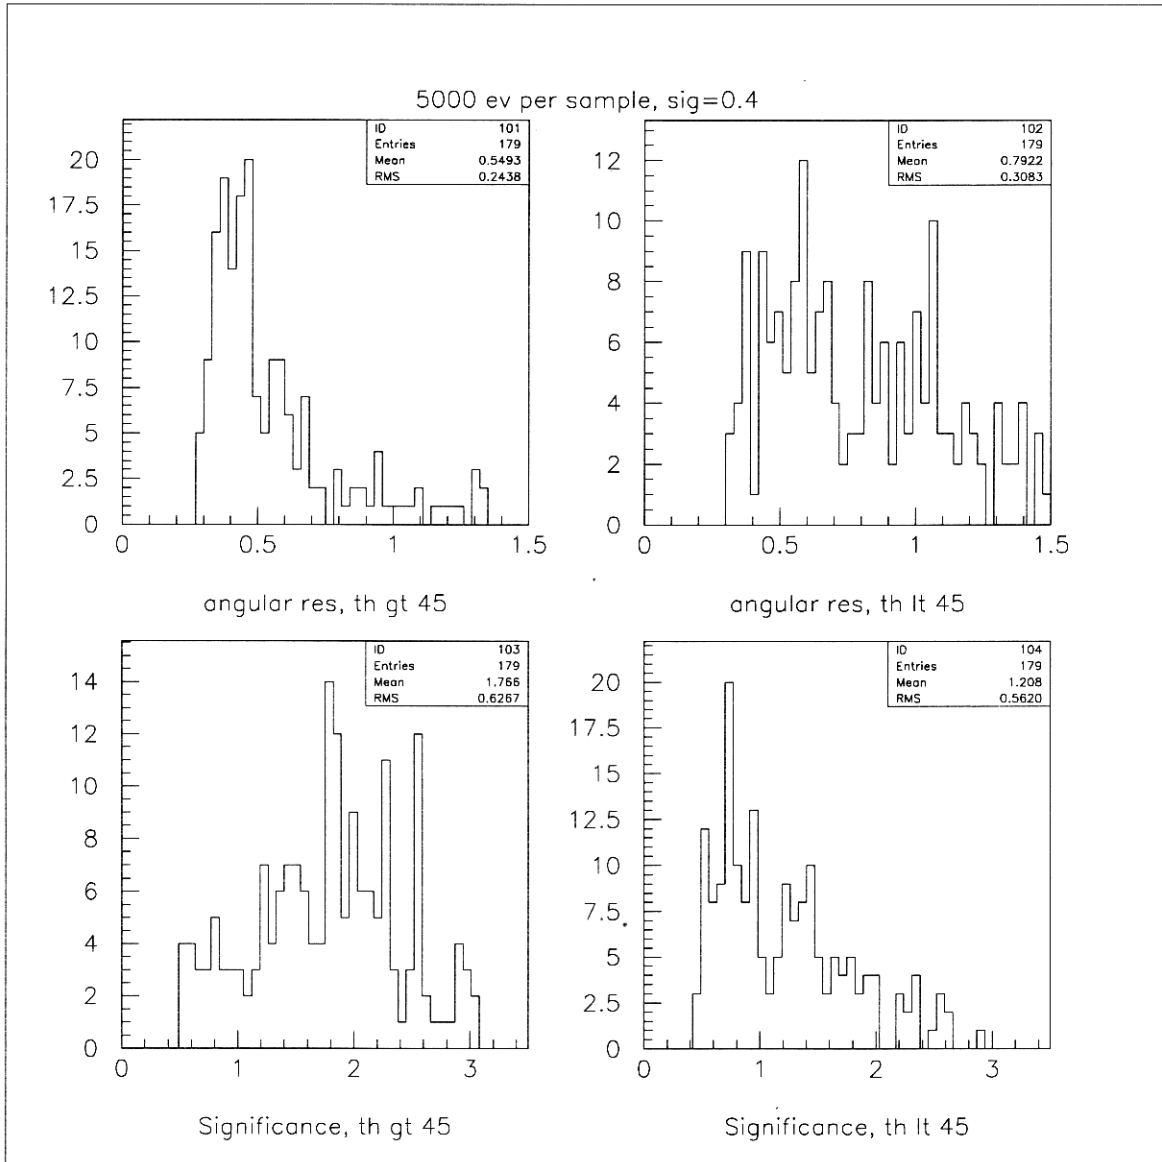 5000 ev per sample, sig=0.4
ID 101
Entries 179
Mean 0.5493
RMS 0.2438
20
17.5
15
12.5
10
7.5
5
2.5
0
0 0.5 1 1.5
angular res, th gt 45
ID 102
Entries 179
Mean 0.7922
RMS 0.3083
12
10
8
6
4
2
0
0 0.5 1 1.5
angular res, th lt 45
ID 103
Entries 179
Mean 1.766
RMS 0.6267
14
12
10
8
6
4
2
0
0 1 2 3
Significance, th gt 45
ID 104
Entries 179
Mean 1.208
RMS 0.5620
20
17.5
15
12.5
10
7.5
5
2.5
0
0 1 2 3
Significance, th lt 45